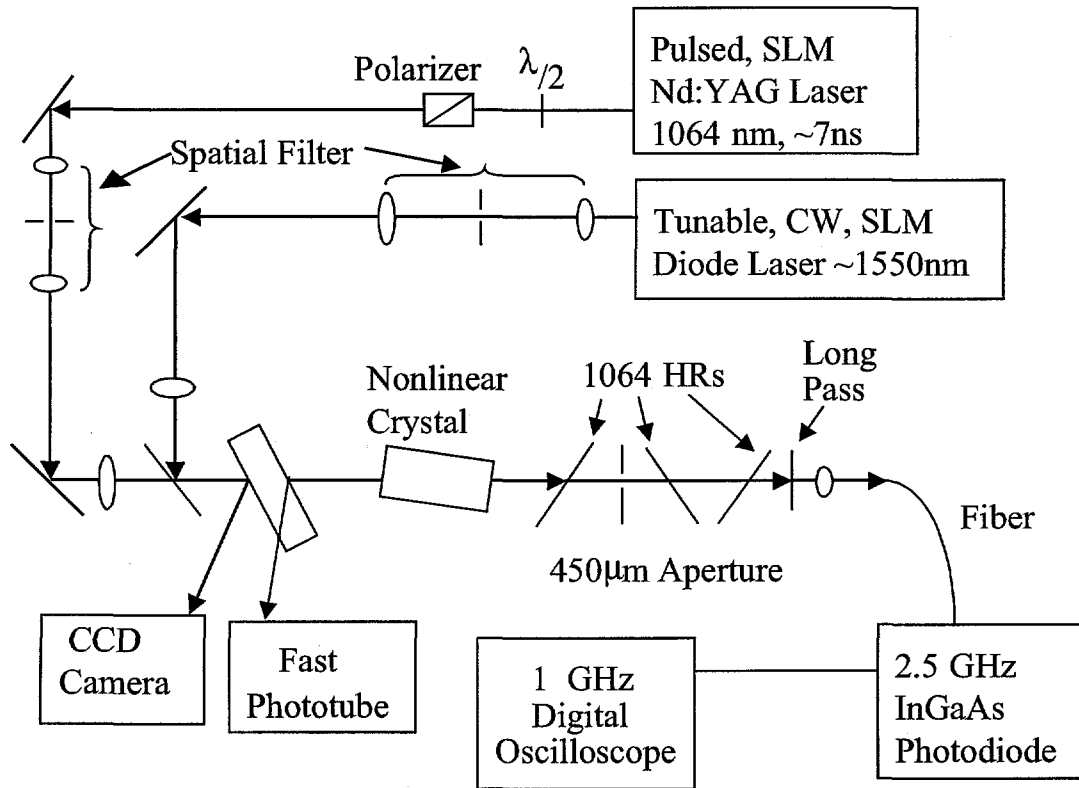 Pulsed, SLM
Nd:YAG Laser
1064 nm, ~7ns
Polarizer
λ/2
Spatial Filter
Tunable, CW, SLM
Diode Laser ~1550nm
Nonlinear
Crystal
1064 HRs
Long
Pass
Fiber
450μm Aperture
CCD
Camera
Fast
Phototube
1 GHz
Digital
Oscilloscope
2.5 GHz
InGaAs
Photodiode